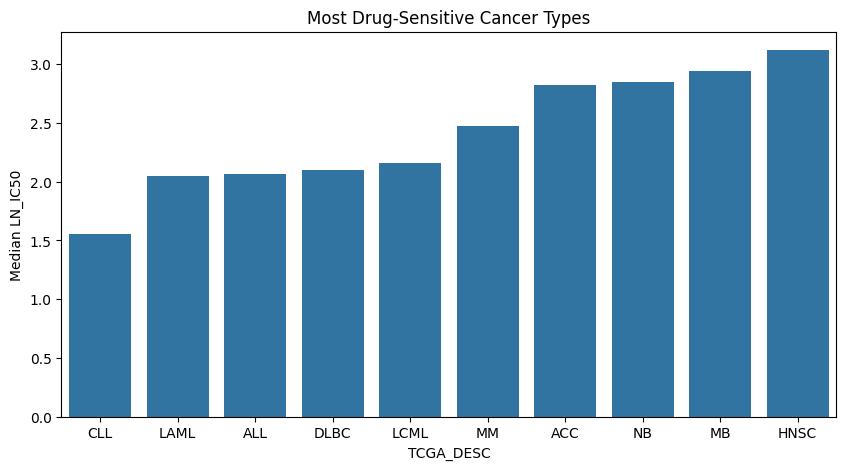 Most Drug-Sensitive Cancer Types
Median LN_IC50
3.0
2.5
2.0
1.5
1.0
0.5
0.0
CLL LAML ALL DLBC LCML MM ACC NB MB HNSC
TCGA_DESC